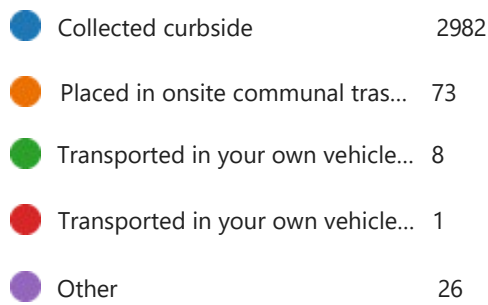 Collected curbside 2982
Placed in onsite communal tras... 73
Transported in your own vehicle... 8
Transported in your own vehicle... 1
Other 26